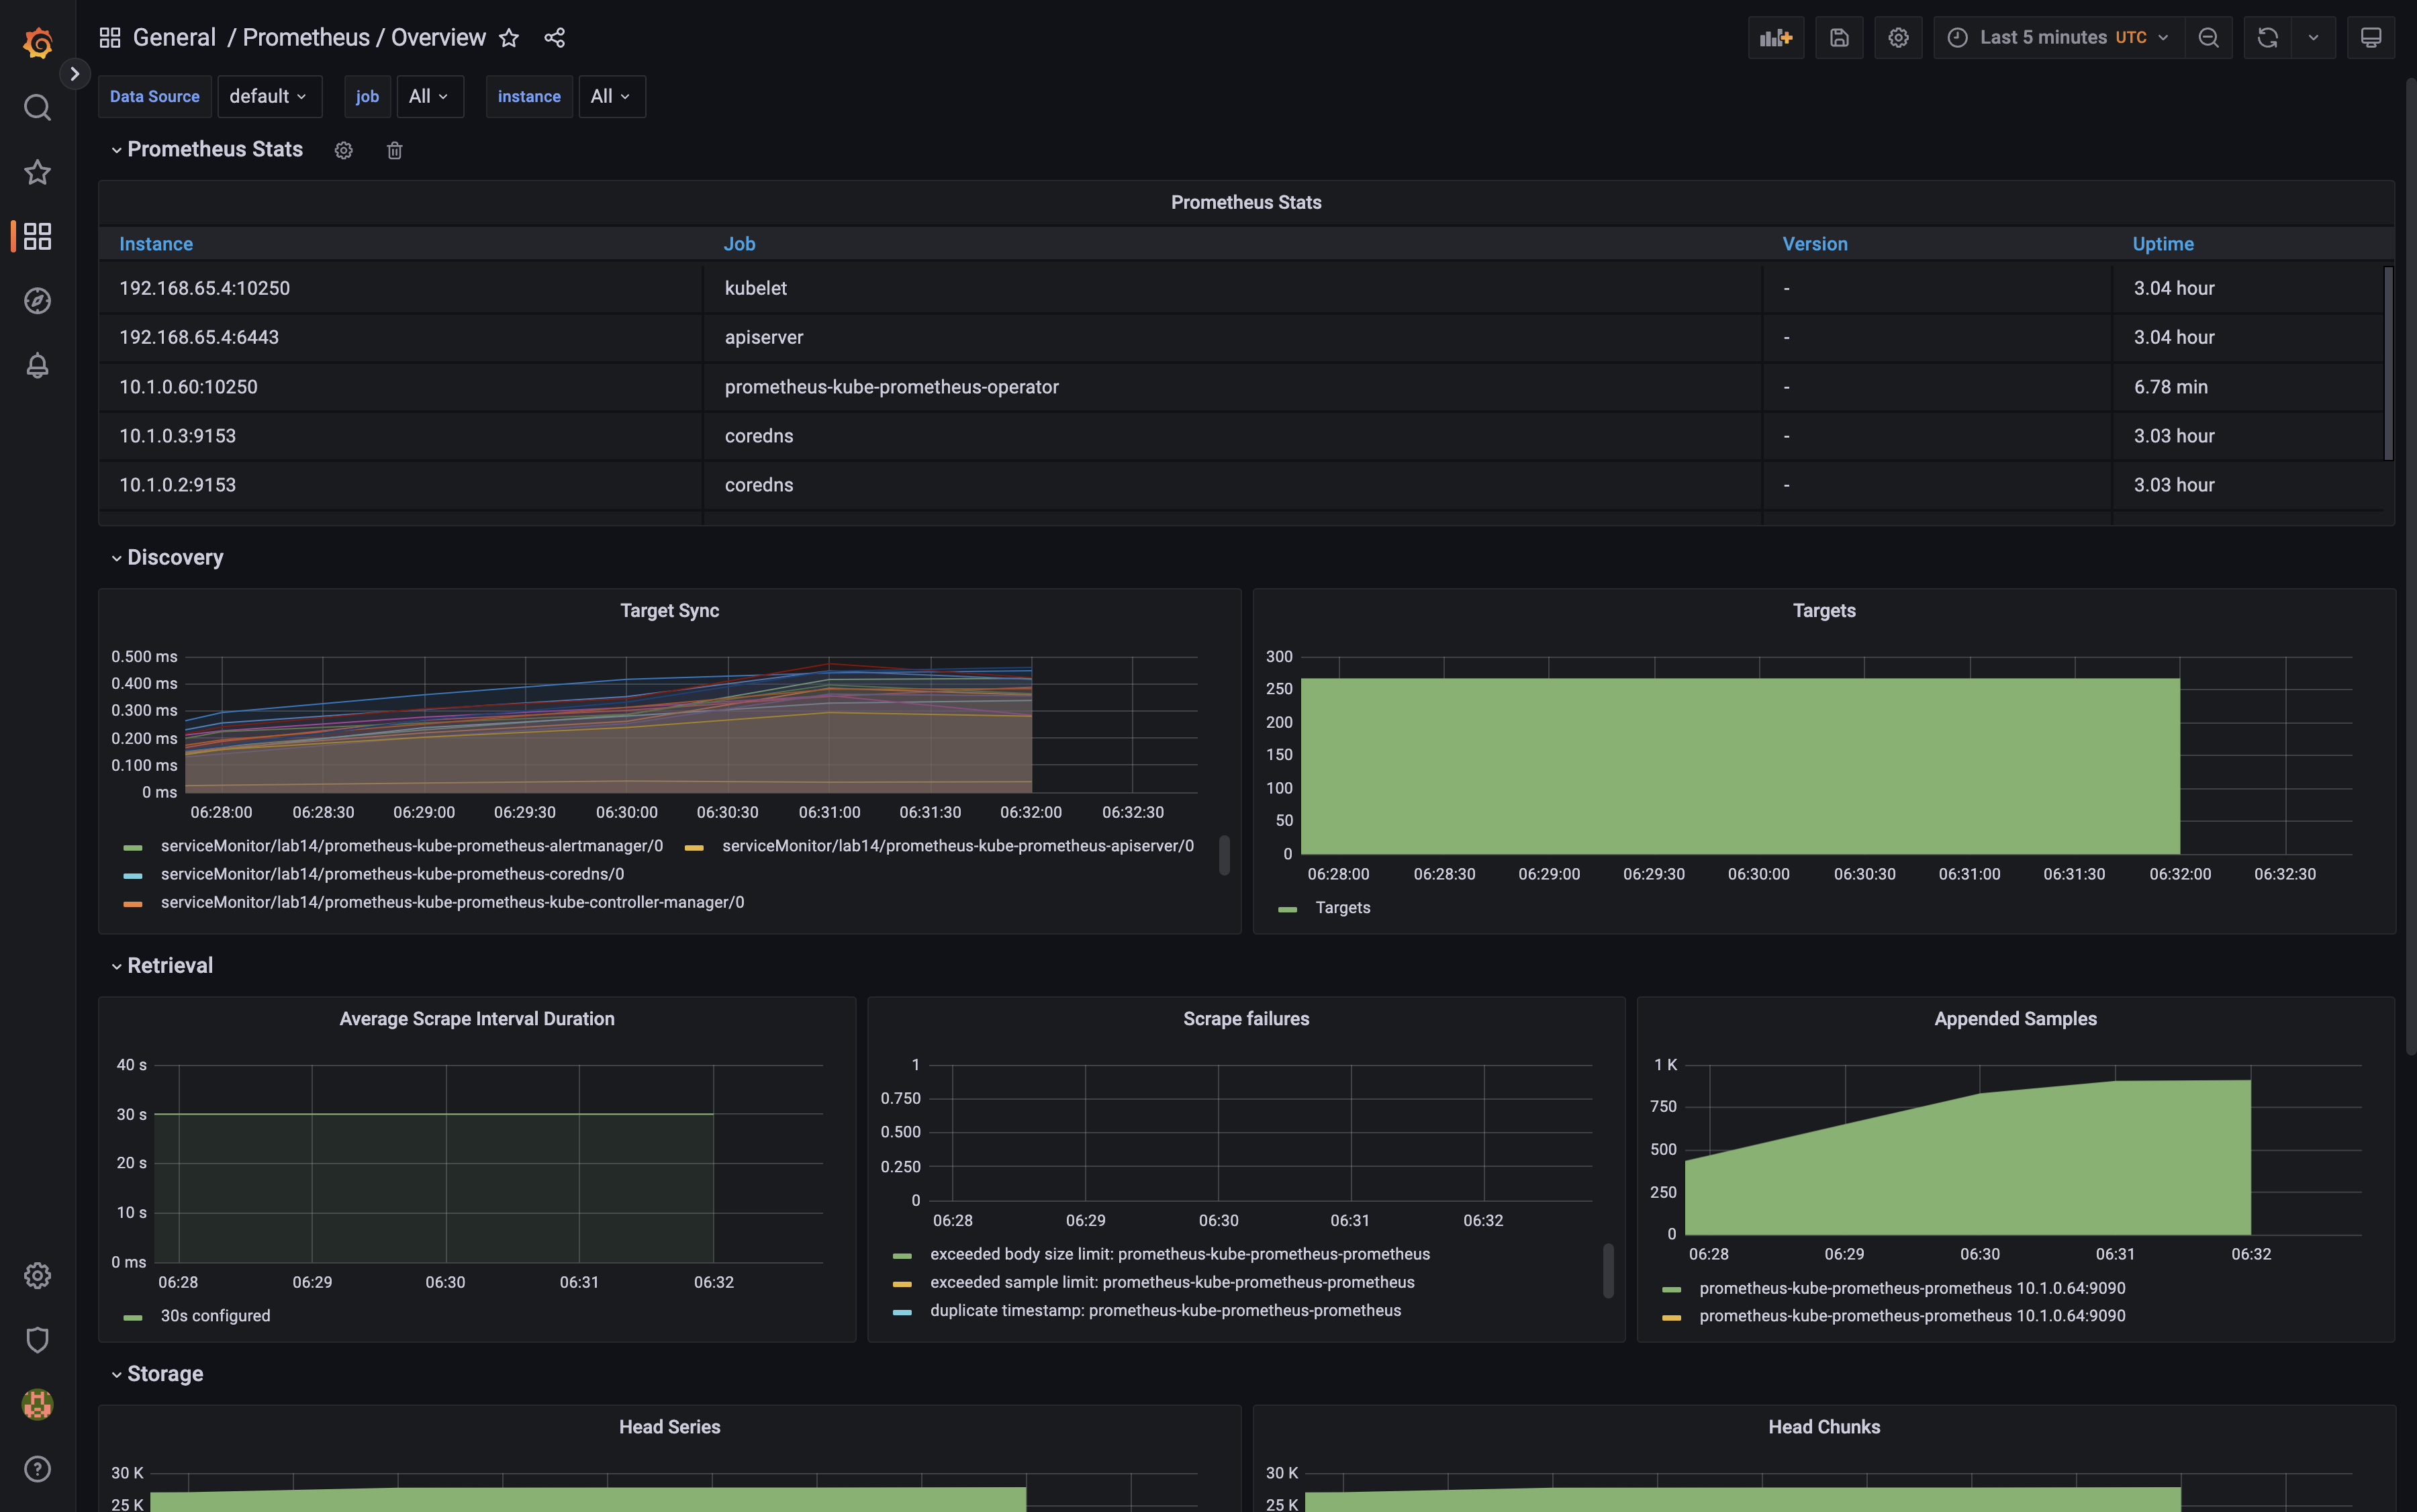 General / Prometheus / Overview
Last 5 minutes UTC
Data Source default job All instance All
Prometheus Stats
Prometheus Stats
Instance Job Version Uptime
192.168.65.4:10250 kubelet - 3.04 hour
192.168.65.4:6443 apiserver - 3.04 hour
10.1.0.60:10250 prometheus-kube-prometheus-operator - 6.78 min
10.1.0.3:9153 coredns - 3.03 hour
10.1.0.2:9153 coredns - 3.03 hour
Discovery
Target Sync
0.500 ms
0.400 ms
0.300 ms
0.200 ms
0.100 ms
0 ms
06:28:00 06:28:30 06:29:00 06:29:30 06:30:00 06:30:30 06:31:00 06:31:30 06:32:00 06:32:30
serviceMonitor/lab14/prometheus-kube-prometheus-alertmanager/0 serviceMonitor/lab14/prometheus-kube-prometheus-apiserver/0
serviceMonitor/lab14/prometheus-kube-prometheus-coredns/0
serviceMonitor/lab14/prometheus-kube-prometheus-kube-controller-manager/0
Targets
300
250
200
150
100
50
0
06:28:00 06:28:30 06:29:00 06:29:30 06:30:00 06:30:30 06:31:00 06:31:30 06:32:00 06:32:30
Targets
Retrieval
Average Scrape Interval Duration
40 s
30 s
20 s
10 s
0 ms
06:28 06:29 06:30 06:31 06:32
30s configured
Scrape failures
1
0.750
0.500
0.250
0
06:28 06:29 06:30 06:31 06:32
exceeded body size limit: prometheus-kube-prometheus-prometheus
exceeded sample limit: prometheus-kube-prometheus-prometheus
duplicate timestamp: prometheus-kube-prometheus-prometheus
Appended Samples
1 K
750
500
250
0
06:28 06:29 06:30 06:31 06:32
prometheus-kube-prometheus-prometheus 10.1.0.64:9090
prometheus-kube-prometheus-prometheus 10.1.0.64:9090
Storage
Head Series
30 K
25 K
Head Chunks
30 K
25 K